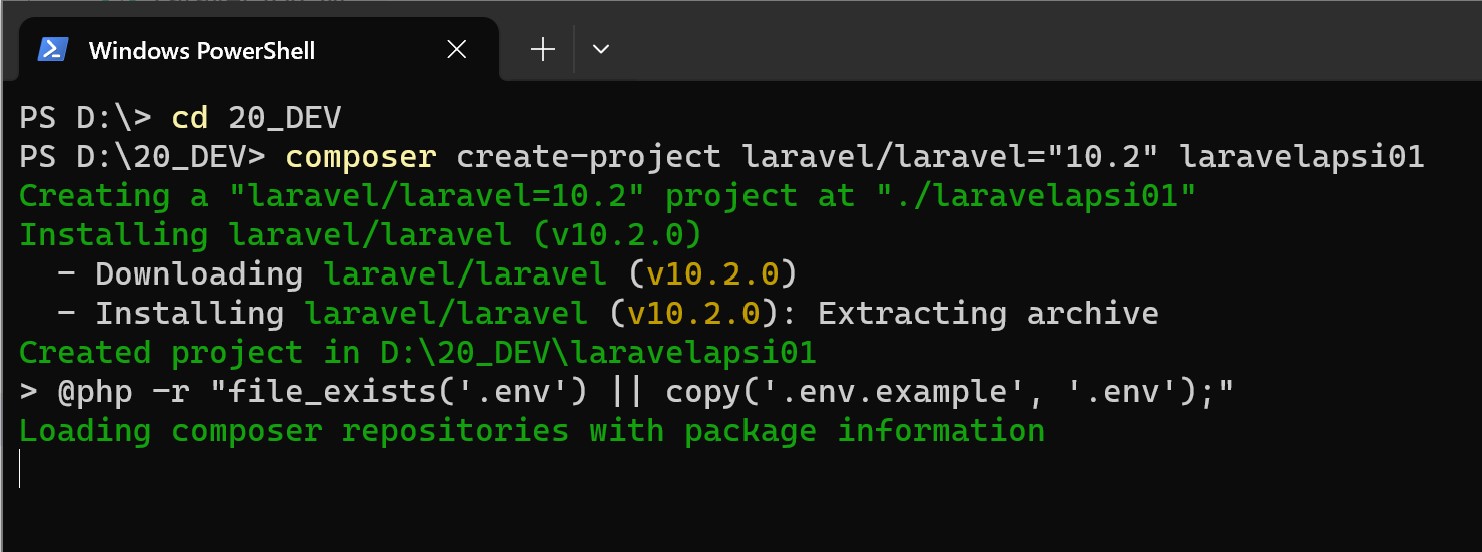 Windows PowerShell
PS D:\> cd 20_DEV
PS D:\20_DEV> composer create-project laravel/laravel="10.2" laravelapsi01
Creating a "laravel/laravel=10.2" project at "./laravelapsi01"
Installing laravel/laravel (v10.2.0)
  - Downloading laravel/laravel (v10.2.0)
  - Installing laravel/laravel (v10.2.0): Extracting archive
Created project in D:\20_DEV\laravelapsi01
> @php -r "file_exists('.env') || copy('.env.example', '.env');"
Loading composer repositories with package information